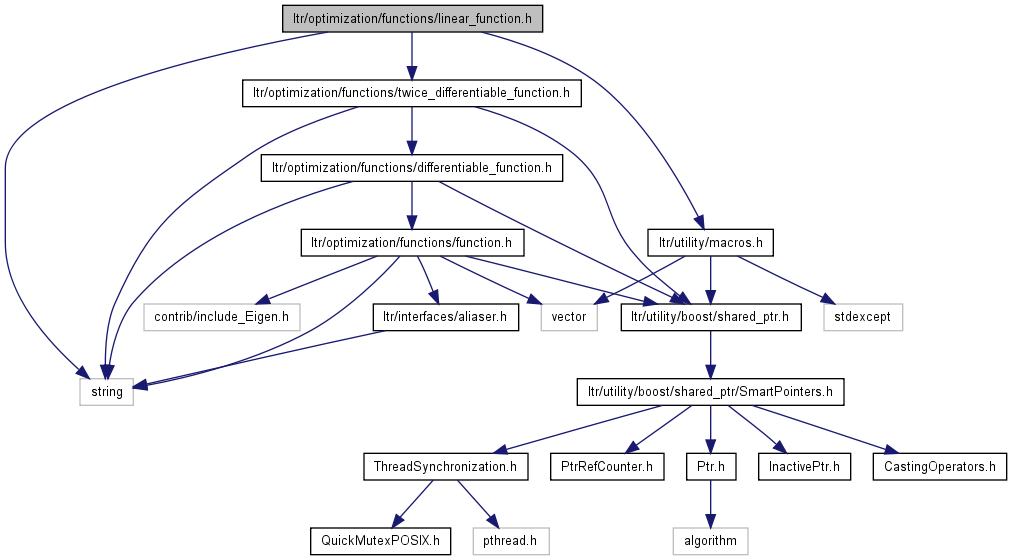 ltr/optimization/functions/linear_function.h
ltr/optimization/functions/twice_differentiable_function.h
ltr/optimization/functions/differentiable_function.h
ltr/optimization/functions/function.h
ltr/utility/macros.h
contrib/include_Eigen.h
ltr/interfaces/aliaser.h
vector
ltr/utility/boost/shared_ptr.h
stdexcept
string
ltr/utility/boost/shared_ptr/SmartPointers.h
ThreadSynchronization.h
PtrRefCounter.h
Ptr.h
InactivePtr.h
CastingOperators.h
QuickMutexPOSIX.h
pthread.h
algorithm